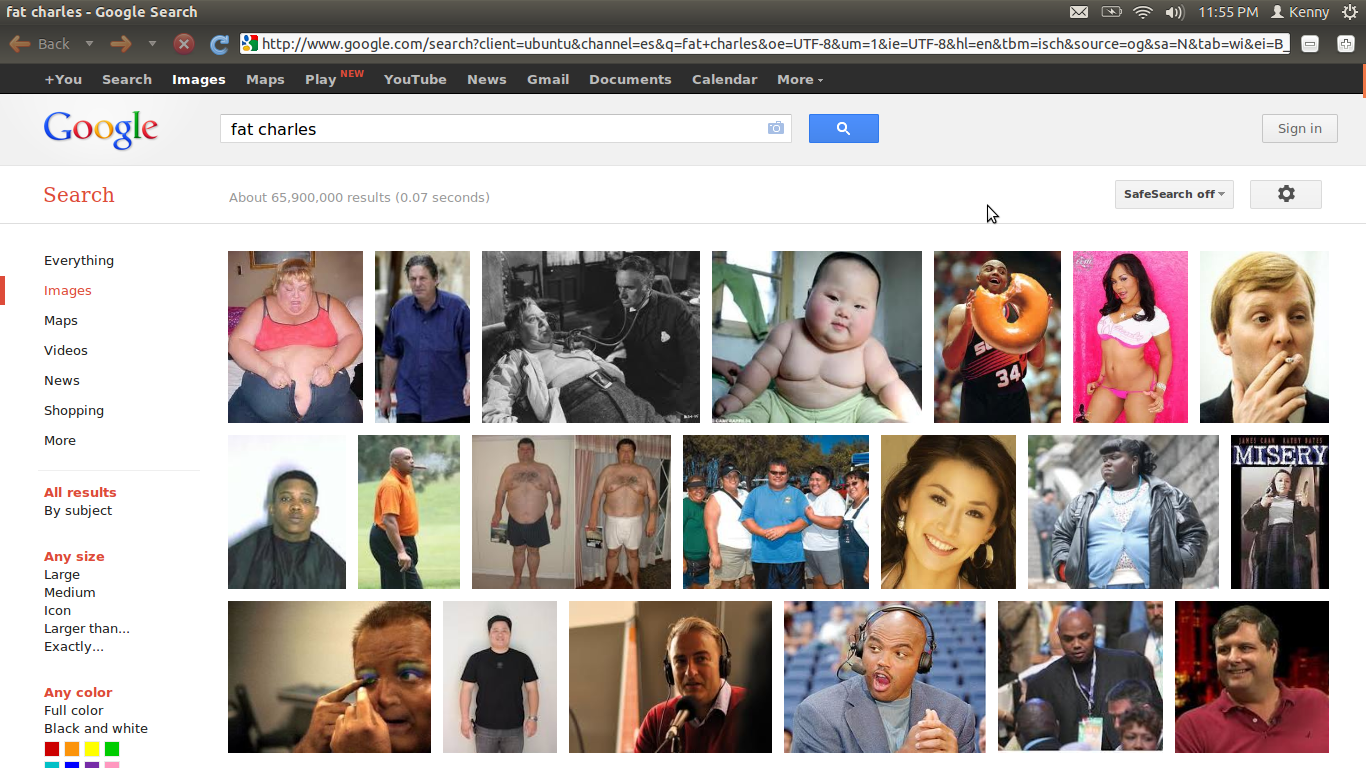 fat charles - Google Search
11:55 PM
Kenny
Back
http://www.google.com/search?client=ubuntu&channel=es&q=fat+charles&oe=UTF-8&um=1&ie=UTF-8&hl=en&tbm=isch&source=og&sa=N&tab=wi&ei=B_
+You Search Images Maps Play NEW YouTube News Gmail Documents Calendar More
Google
fat charles
Sign in
Search
About 65,900,000 results (0.07 seconds)
SafeSearch off
Everything
Images
Maps
Videos
News
Shopping
More
All results
By subject
Any size
Large
Medium
Icon
Larger than...
Exactly...
Any color
Full color
Black and white
34
JAMES CAAN KATHY BATES
MISERY